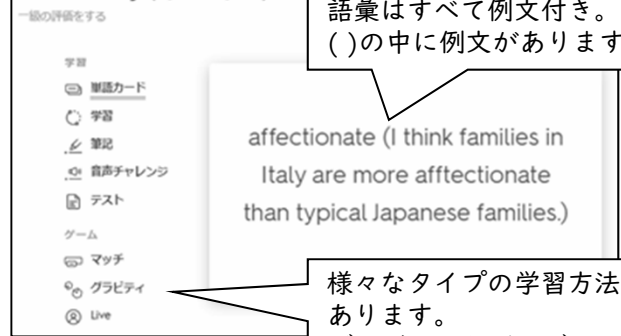 一般の評価をする
語彙はすべて例文付き。
( )の中に例文があります
学習
単語カード
学習
筆記
音声チャレンジ
テスト
ゲーム
マッチ
グラビティ
Live
affectionate (I think families in
Italy are more afftectionate
than typical Japanese families.)
様々なタイプの学習方法
あります。